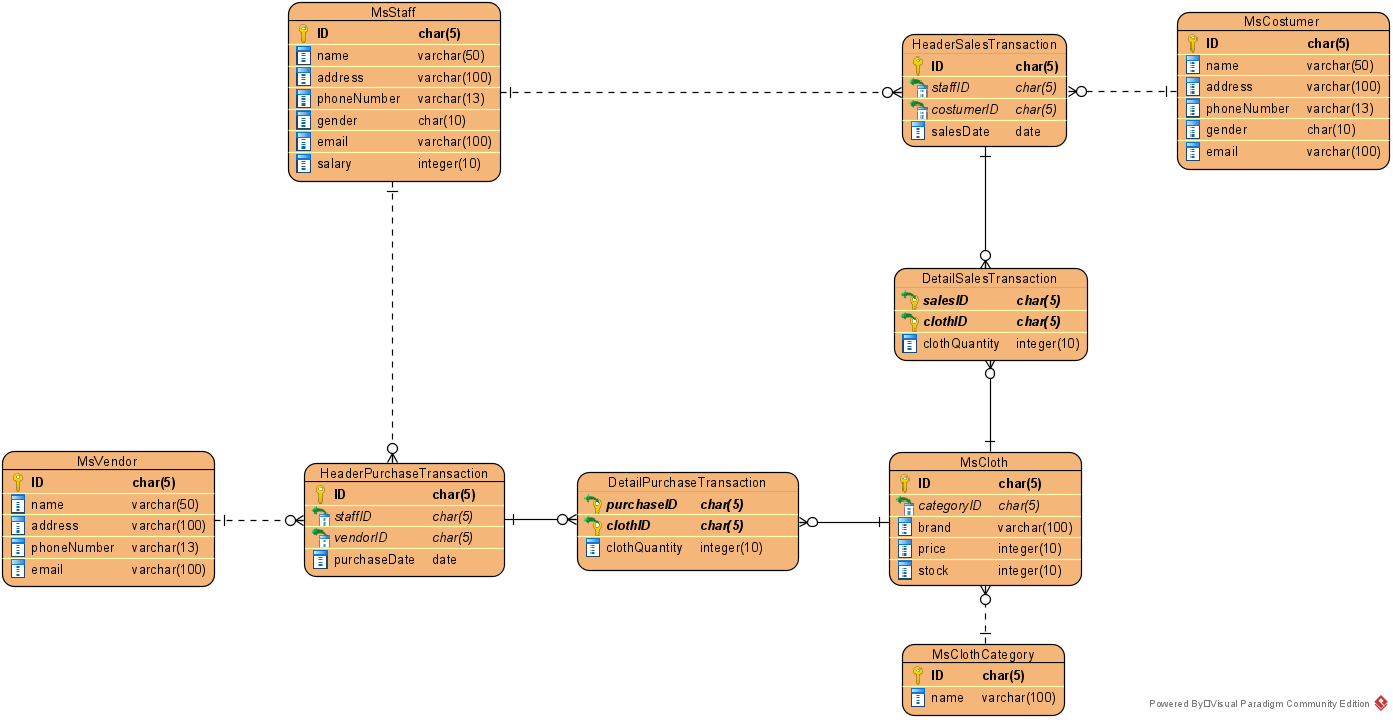 MsStaff
ID char(5)
name varchar(50)
address varchar(100)
phoneNumber varchar(13)
gender char(10)
email varchar(100)
salary integer(10)
HeaderSalesTransaction
ID char(5)
staffID char(5)
costumerID char(5)
salesDate date
MsCostumer
ID char(5)
name varchar(50)
address varchar(100)
phoneNumber varchar(13)
gender char(10)
email varchar(100)
DetailSalesTransaction
salesID char(5)
clothID char(5)
clothQuantity integer(10)
MsVendor
ID char(5)
name varchar(50)
address varchar(100)
phoneNumber varchar(13)
email varchar(100)
HeaderPurchaseTransaction
ID char(5)
staffID char(5)
vendorID char(5)
purchaseDate date
DetailPurchaseTransaction
purchaseID char(5)
clothID char(5)
clothQuantity integer(10)
MsCloth
ID char(5)
categoryID char(5)
brand varchar(100)
price integer(10)
stock integer(10)
MsClothCategory
ID char(5)
name varchar(100)
Powered By□Visual Paradigm Community Edition